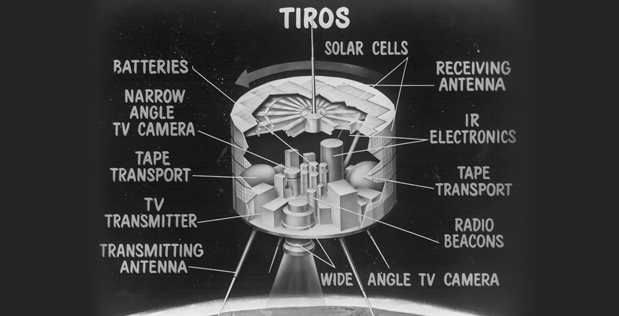 TIROS
SOLAR CELLS
BATTERIES
RECEIVING
ANTENNA
NARROW
ANGLE
TV CAMERA
IR
ELECTRONICS
TAPE
TRANSPORT
TAPE
TRANSPORT
TV
TRANSMITTER
RADIO
BEACONS
TRANSMITTING
ANTENNA
WIDE ANGLE TV CAMERA